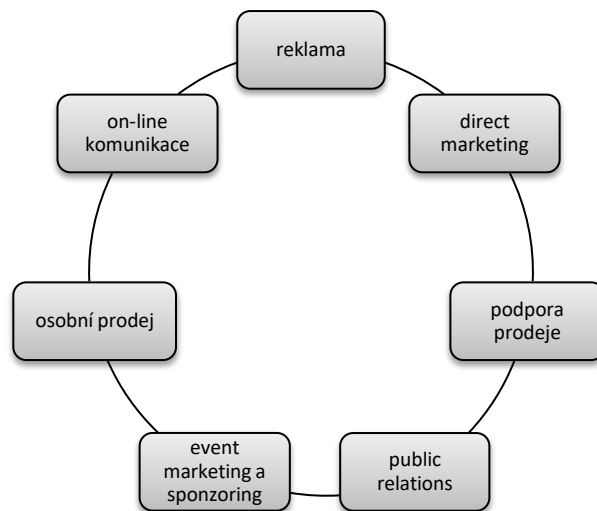 reklama
direct
marketing
podpora
prodeje
public
relations
event
marketing a
sponzoring
osobní prodej
on-line
komunikace